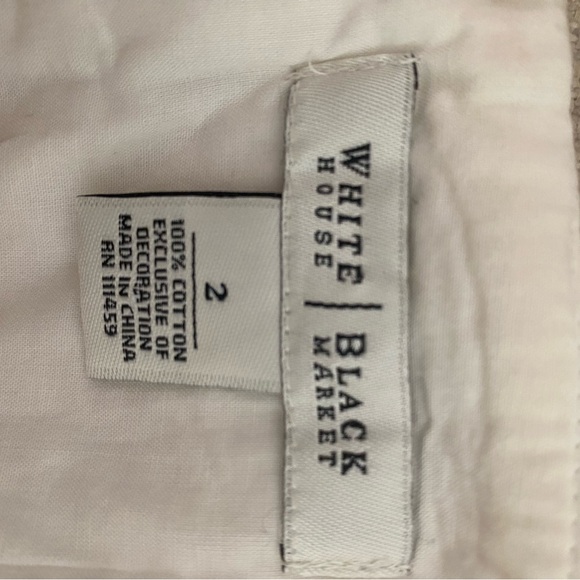 WHITE | BLACK
HOUSE | MARKET
2
100% COTTON
EXCLUSIVE OF
DECORATION
MADE IN CHINA
RN 111459